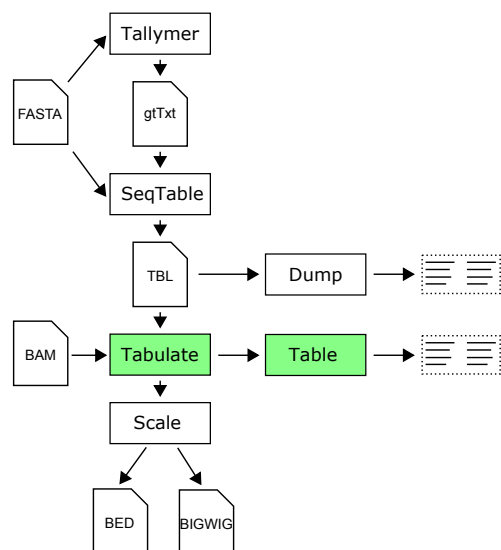 Tallymer
FASTA
gtTxt
SeqTable
TBL
Dump
BAM
Tabulate
Table
Scale
BED
BIGWIG